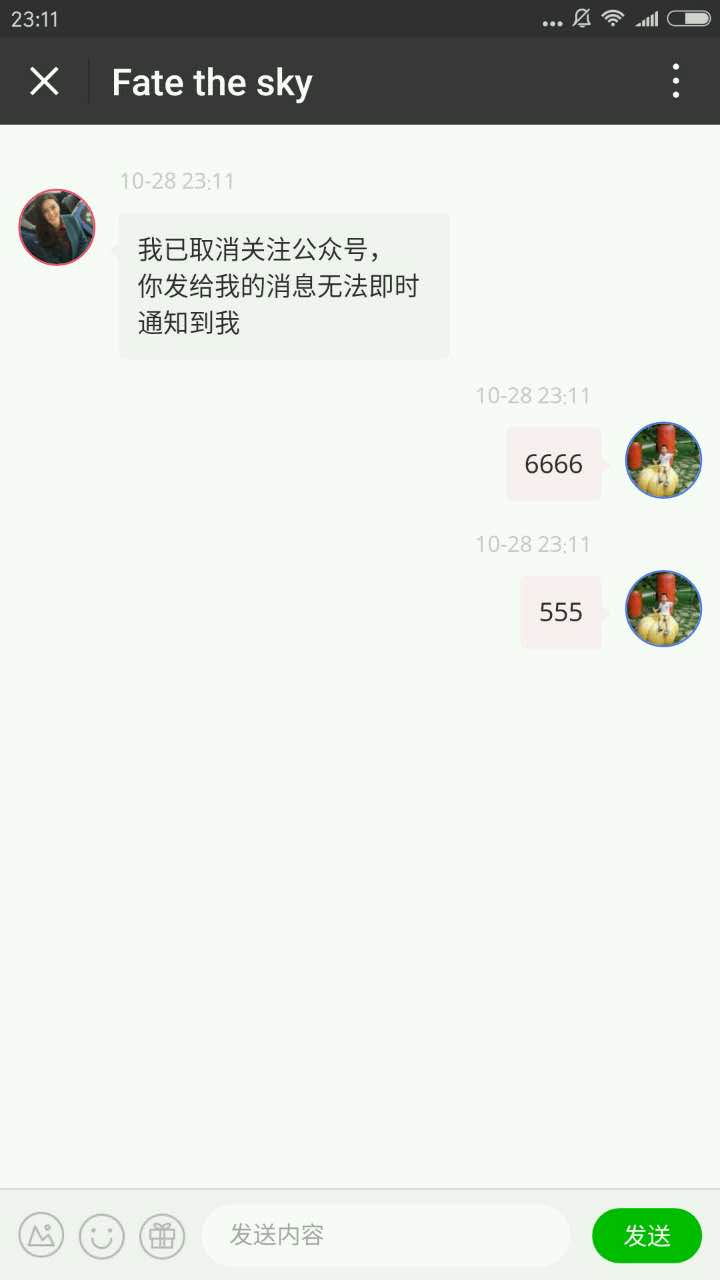 23:11
Fate the sky
10-28 23:11
我已取消关注公众号，
你发给我的消息无法即时
通知到我
10-28 23:11
6666
10-28 23:11
555
发送内容
发送